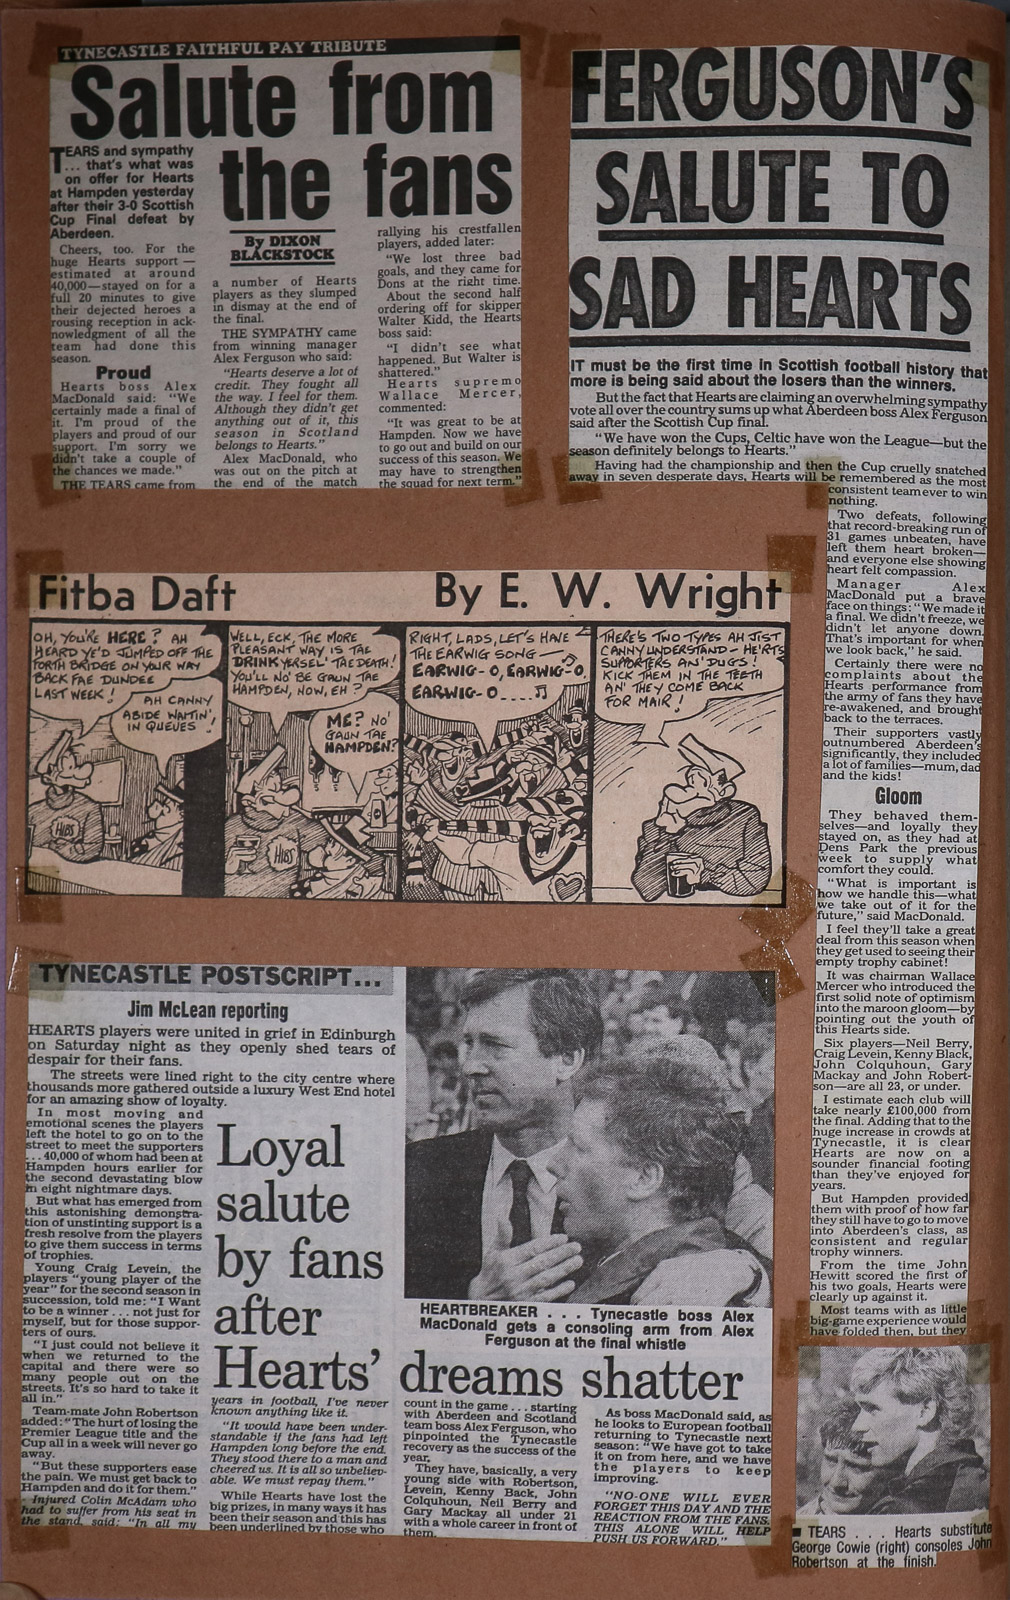 TYNECASTLE FAITHFUL PAY TRIBUTE
Salute from
the fans
By DIXON
BLACKSTOCK
TEARS and sympathy
... that's what was
on offer for Hearts
at Hampden yesterday
after their 3-0 Scottish
Cup Final defeat by
Aberdeen.
Cheers, too. For the
huge Hearts support —
estimated at around
40,000—stayed on for a
full 20 minutes to give
their dejected heroes a
rousing reception in ack-
nowledgment of all the
team had done this
season.
Proud
Hearts boss Alex
MacDonald said: "We
certainly made a final of
it. I'm proud of the
players and proud of our
support. I'm sorry we
didn't take a couple of
the chances we made."
THE TEARS came from
a number of Hearts
players as they slumped
in dismay at the end of
the final.
THE SYMPATHY came
from winning manager
Alex Ferguson who said:
"Hearts deserve a lot of
credit. They fought all
the way. I feel for them.
Although they didn't get
anything out of it, this
season in Scotland
belongs to Hearts."
Alex MacDonald, who
was out on the pitch at
the end of the match
rallying his crestfallen
players, added later:
"We lost three bad
goals, and they came for
Dons at the right time.
About the second half
ordering off for skipper
Walter Kidd, the Hearts
boss said:
"I didn't see what
happened. But Walter is
shattered."
Hearts supremo
Wallace Mercer,
commented:
"It was great to be at
Hampden. Now we have
to go out and build on our
success of this season. We
may have to strengthen
the squad for next term."
FERGUSON'S
SALUTE TO
SAD HEARTS
IT must be the first time in Scottish football history that
more is being said about the losers than the winners.
But the fact that Hearts are claiming an overwhelming sympathy
vote all over the country sums up what Aberdeen boss Alex Ferguson
said after the Scottish Cup final.
"We have won the Cups, Celtic have won the League—but the
season definitely belongs to Hearts."
Having had the championship and then the Cup cruelly snatched
away in seven desperate days, Hearts will be remembered as the most
consistent team ever to win
nothing.
Two defeats, following
that record-breaking run of
31 games unbeaten, have
left them heart broken—
and everyone else showing
heart felt compassion.
Manager Alex
MacDonald put a brave
face on things: "We made it
a final. We didn't freeze, we
didn't let anyone down.
That's important for when
we look back," he said.
Certainly there were no
complaints about the
Hearts performance from
the army of fans they have
re-awakened, and brought
back to the terraces.
Their supporters vastly
outnumbered Aberdeen's
significantly, they included
a lot of families—mum, dad
and the kids!
Gloom
They behaved them-
selves—and loyally they
stayed on, as they had at
Dens Park the previous
week to supply what
comfort they could.
"What is important is
how we handle this—what
we take out of it for the
future," said MacDonald.
I feel they'll take a great
deal from this season when
they get used to seeing their
empty trophy cabinet!
It was chairman Wallace
Mercer who introduced the
first solid note of optimism
into the maroon gloom—by
pointing out the youth of
this Hearts side.
Six players—Neil Berry,
Craig Levein, Kenny Black,
John Colquhoun, Gary
Mackay and John Robert-
son—are all 23, or under.
I estimate each club will
take nearly £100,000 from
the final. Adding that to the
huge increase in crowds at
Tynecastle, it is clear
Hearts are now on a
sounder financial footing
than they've enjoyed for
years.
But Hampden provided
them with proof of how far
they still have to go to move
into Aberdeen's class, as
consistent and regular
trophy winners.
From the time John
Hewitt scored the first of
his two goals, Hearts were
clearly up against it.
Most teams with as little
big-game experience would
have folded then, but they
■ TEARS . . . Hearts substitute
George Cowie (right) consoles John
Robertson at the finish.
Fitba Daft By E. W. Wright
OH, YOU'RE HERE? AH
HEARD YE'D JUMPED OFF THE
FORTH BRIDGE ON YOUR WAY
BACK FAE DUNDEE
LAST WEEK!
AH CANNY
ABIDE WAITIN'
IN QUEUES!
HIBS
WELL, ECK, THE MORE
PLEASANT WAY IS TAE
DRINK YERSEL' TAE DEATH!
YOU'LL NO' BE GAUN TAE
HAMPDEN, NOW, EH?
ME? NO'
GAUN TAE
HAMPDEN?
HIBS
RIGHT, LADS, LET'S HAVE
THE EARWIG SONG—
EARWIG-O, EARWIG-O,
EARWIG-O....
THERE'S TWO TYPES AH JIST
CANNY UNDERSTAND — HE'RTS
SUPPORTERS AN' DUGS!
KICK THEM IN THE TEETH
AN' THEY COME BACK
FOR MAIR!
TYNECASTLE POSTSCRIPT...
Jim McLean reporting
HEARTS players were united in grief in Edinburgh
on Saturday night as they openly shed tears of
despair for their fans.
The streets were lined right to the city centre where
thousands more gathered outside a luxury West End hotel
for an amazing show of loyalty.
In most moving and
emotional scenes the players
left the hotel to go on to the
street to meet the supporters
... 40,000 of whom had been at
Hampden hours earlier for
the second devastating blow
in eight nightmare days.
But what has emerged from
this astonishing demonstra-
tion of unstinting support is a
fresh resolve from the players
to give them success in terms
of trophies.
Young Craig Levein, the
players "young player of the
year" for the second season in
succession, told me: "I Want
to be a winner . . . not just for
myself, but for those suppor-
ters of ours.
"I just could not believe it
when we returned to the
capital and there were so
many people out on the
streets. It's so hard to take it
all in."
Team-mate John Robertson
added: "The hurt of losing the
Premier League title and the
Cup all in a week will never go
away.
"But these supporters ease
the pain. We must get back to
Hampden and do it for them."
Injured Colin McAdam who
had to suffer from his seat in
the stand, said: "In all my
Loyal
salute
by fans
after
Hearts' dreams shatter
HEARTBREAKER . . . Tynecastle boss Alex
MacDonald gets a consoling arm from Alex
Ferguson at the final whistle
years in football, I've never
known anything like it.
"It would have been under-
standable if the fans had left
Hampden long before the end.
They stood there to a man and
cheered us. It is all so unbeliev-
able. We must repay them."
While Hearts have lost the
big prizes, in many ways it has
been their season and this has
been underlined by those who
count in the game . . . starting
with Aberdeen and Scotland
team boss Alex Ferguson, who
pinpointed the Tynecastle
recovery as the success of the
year.
They have, basically, a very
young side with Robertson,
Levein, Kenny Back, John
Colquhoun, Neil Berry and
Gary Mackay all under 21
with a whole career in front of
them.
As boss MacDonald said, as
he looks to European football
returning to Tynecastle next
season: "We have got to take
it on from here, and we have
the players to keep
improving.
"NO-ONE WILL EVER
FORGET THIS DAY AND THE
REACTION FROM THE FANS.
THIS ALONE WILL HELP
PUSH US FORWARD."